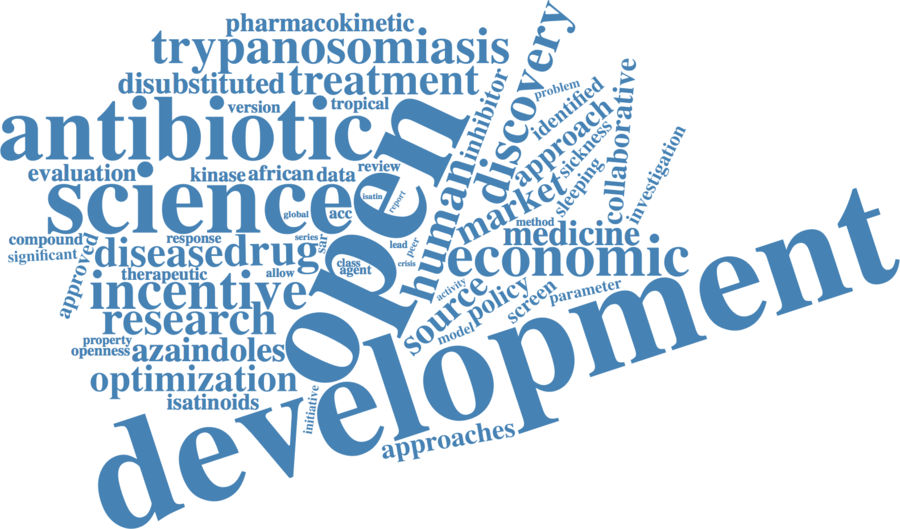 pharmacokinetic
trypanosomiasis
disubstituted
treatment
version
tropical
antibiotic
evaluation
kinase
african
data
review
science
isatin
report
global
acc
open
compound
significant
approved
disease
response
drug
series
sar
lead
peer
crisis
class
agent
therapeutic
allow
incentive
research
property
openness
azaindoles
optimization
isatinoids
initiative
human
inhibitor
discovery
problem
identified
approach
sickness
sleeping
collaborative
investigation
market
method
medicine
economic
activity
source
policy
model
screen
parameter
development
approaches